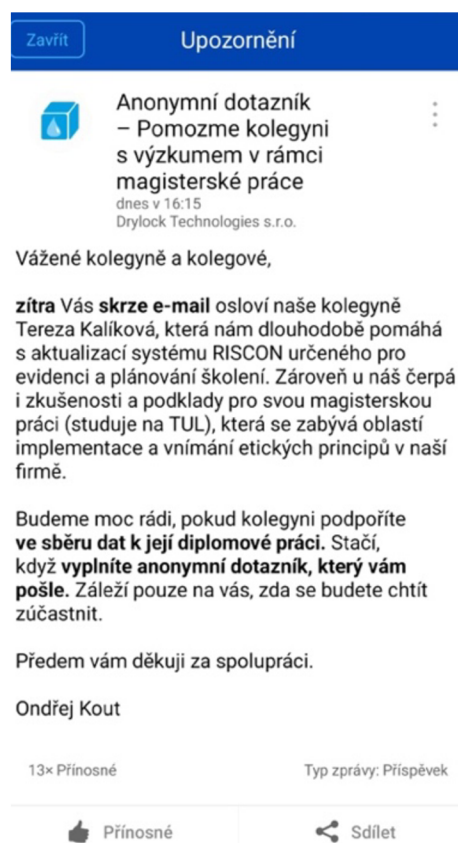 Zavřít
Upozornění
Anonymní dotazník
– Pomozme kolegyni
s výzkumem v rámci
magisterské práce
dnes v 16:15
Drylock Technologies s.r.o.
Vážené kolegyně a kolegové,
zítra Vás skrze e-mail osloví naše kolegyně
Tereza Kalíková, která nám dlouhodobě pomáhá
s aktualizací systému RISCON určeného pro
evidenci a plánování školení. Zároveň u nás čerpá
i zkušenosti a podklady pro svou magisterskou
práci (studuje na TUL), která se zabývá oblastí
implementace a vnímání etických principů v naší
firmě.
Budeme moc rádi, pokud kolegyni podpoříte
ve sběru dat k její diplomové práci. Stačí,
když vyplníte anonymní dotazník, který vám
pošle. Záleží pouze na vás, zda se budete chtít
zúčastnit.
Předem vám děkuji za spolupráci.
Ondřej Kout
13× Přínosné
Typ zprávy: Příspěvek
Přínosné
Sdílet